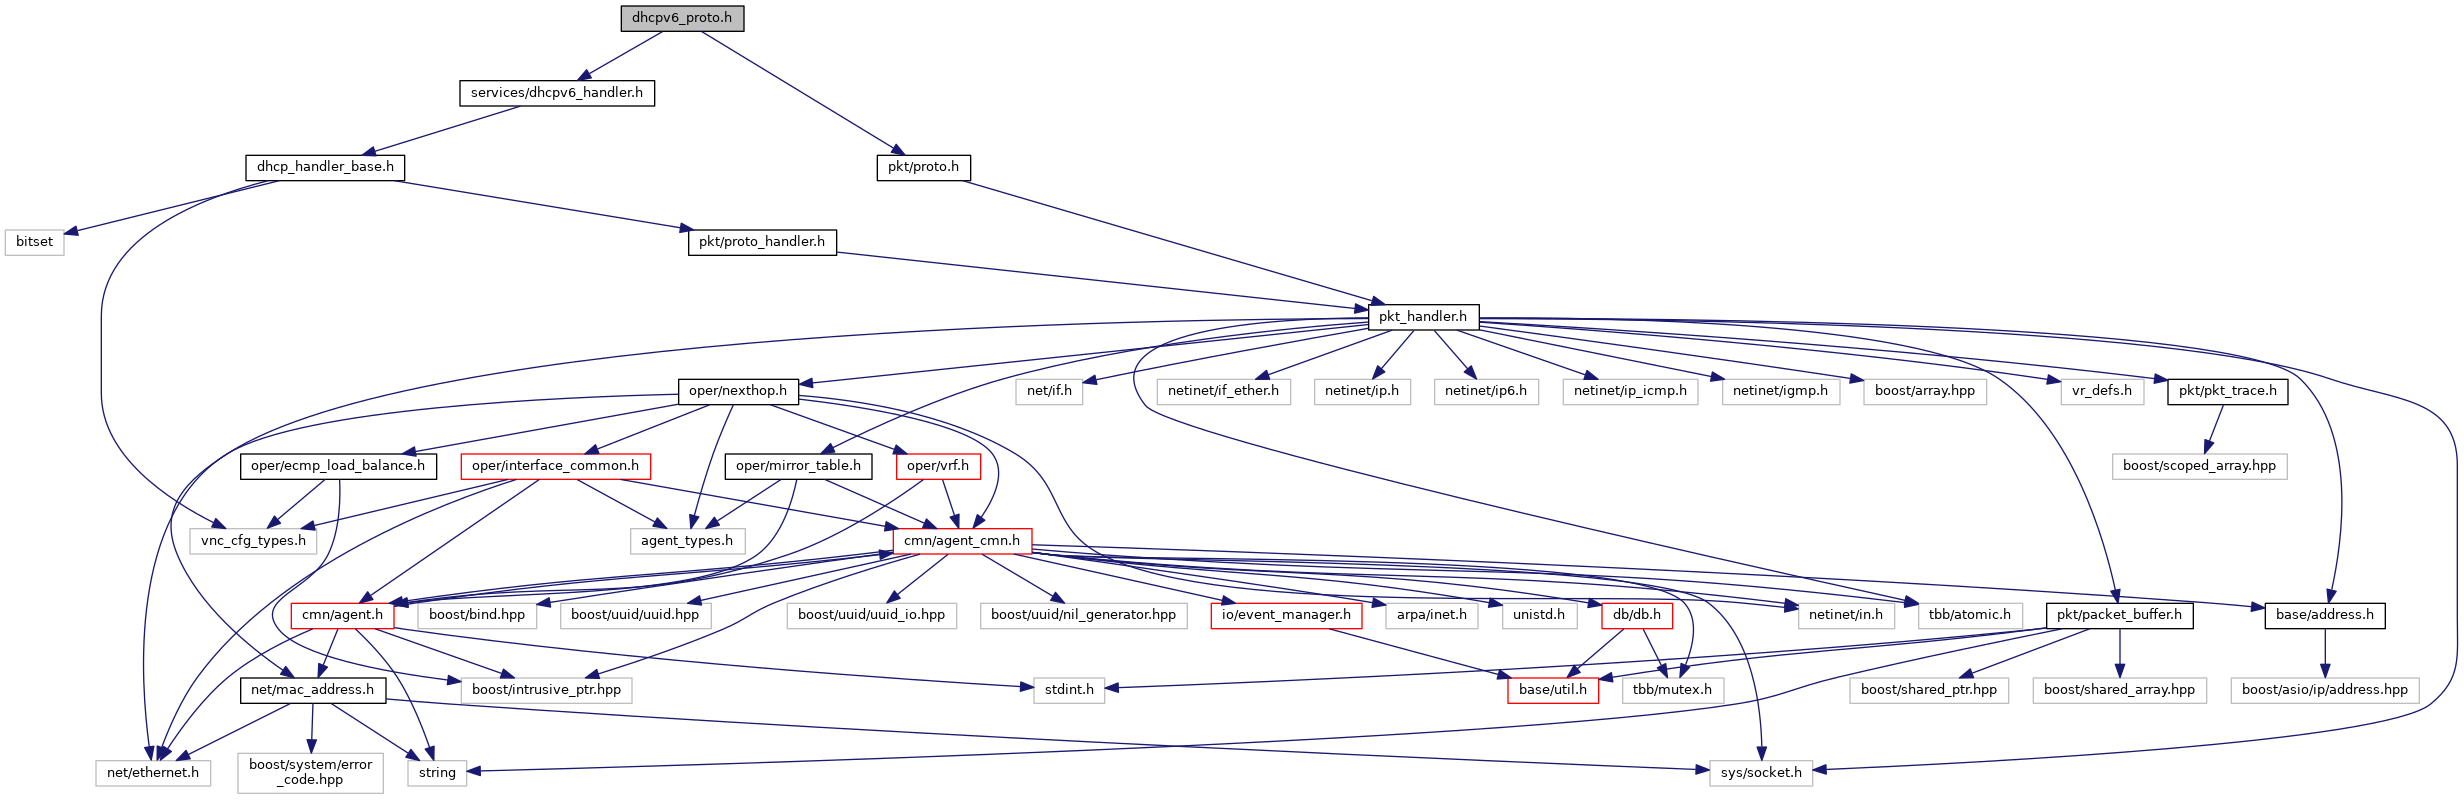 dhcpv6_proto.h
services/dhcpv6_handler.h
dhcp_handler_base.h
pkt/proto.h
bitset
pkt/proto_handler.h
pkt_handler.h
oper/nexthop.h
net/if.h
netinet/if_ether.h
netinet/ip.h
netinet/ip6.h
netinet/ip_icmp.h
netinet/igmp.h
boost/array.hpp
vr_defs.h
pkt/pkt_trace.h
oper/ecmp_load_balance.h
oper/interface_common.h
oper/mirror_table.h
oper/vrf.h
boost/scoped_array.hpp
vnc_cfg_types.h
agent_types.h
cmn/agent_cmn.h
cmn/agent.h
boost/bind.hpp
boost/uuid/uuid.hpp
boost/uuid/uuid_io.hpp
boost/uuid/nil_generator.hpp
io/event_manager.h
arpa/inet.h
unistd.h
db/db.h
netinet/in.h
tbb/atomic.h
pkt/packet_buffer.h
base/address.h
net/mac_address.h
boost/intrusive_ptr.hpp
stdint.h
base/util.h
tbb/mutex.h
boost/shared_ptr.hpp
boost/shared_array.hpp
boost/asio/ip/address.hpp
net/ethernet.h
boost/system/error
_code.hpp
string
sys/socket.h